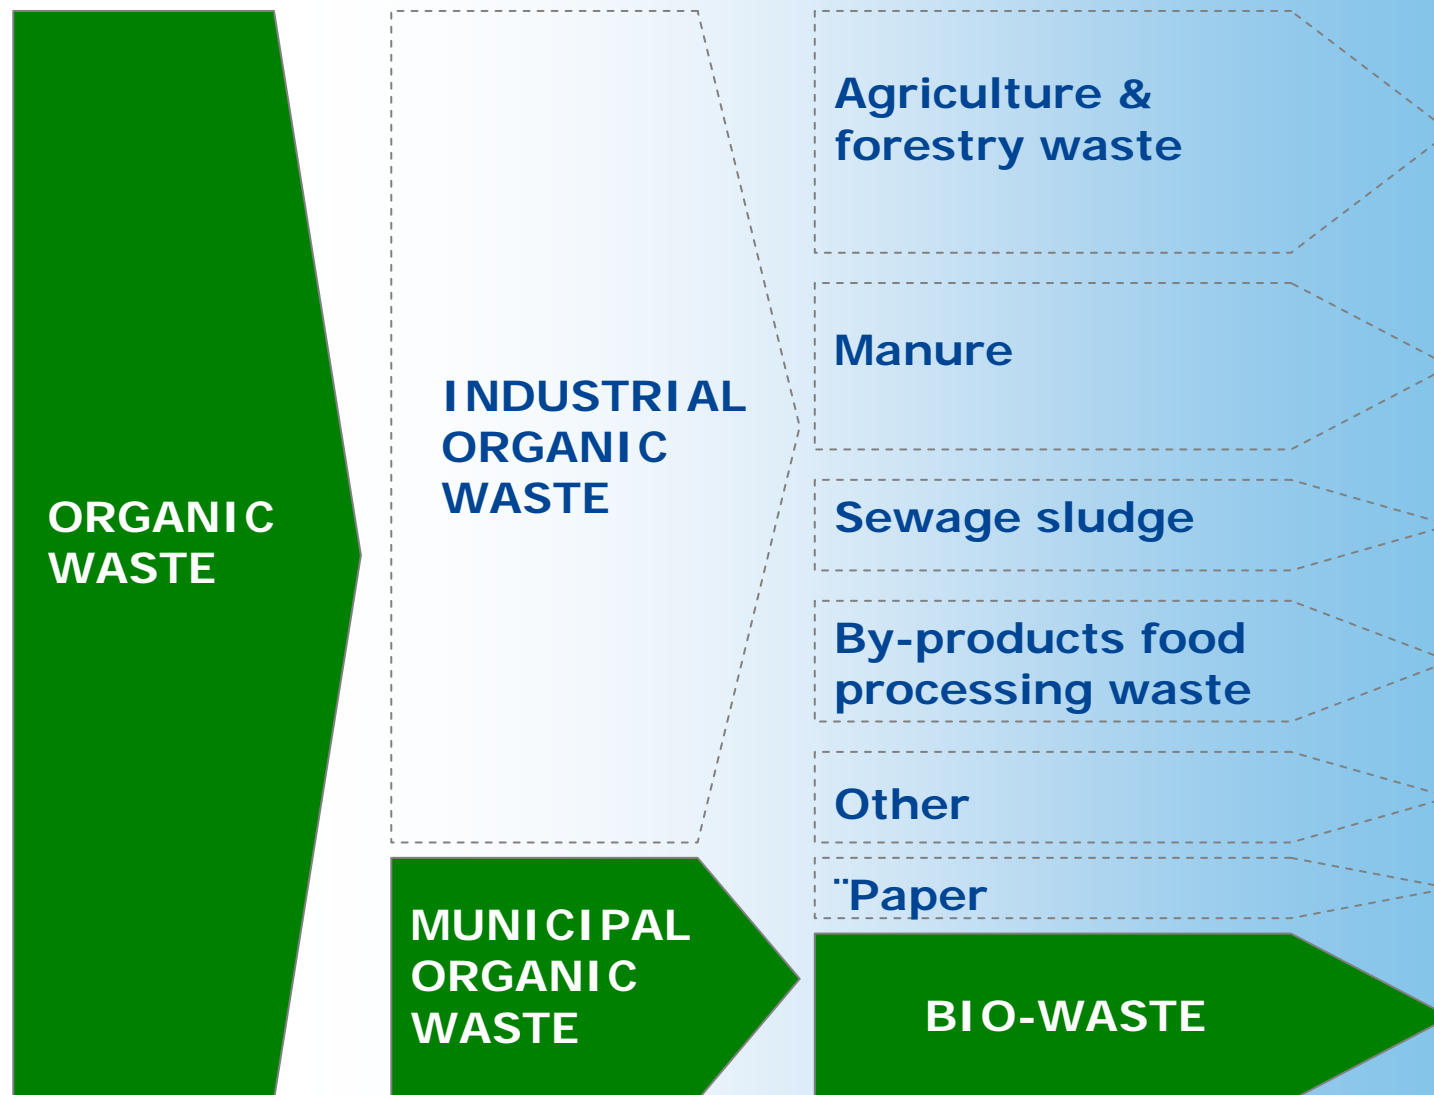 ORGANIC
WASTE
INDUSTRIAL
ORGANIC
WASTE
MUNICIPAL
ORGANIC
WASTE
Agriculture &
forestry waste
Manure
Sewage sludge
By-products food
processing waste
Other
¨Paper
BIO-WASTE